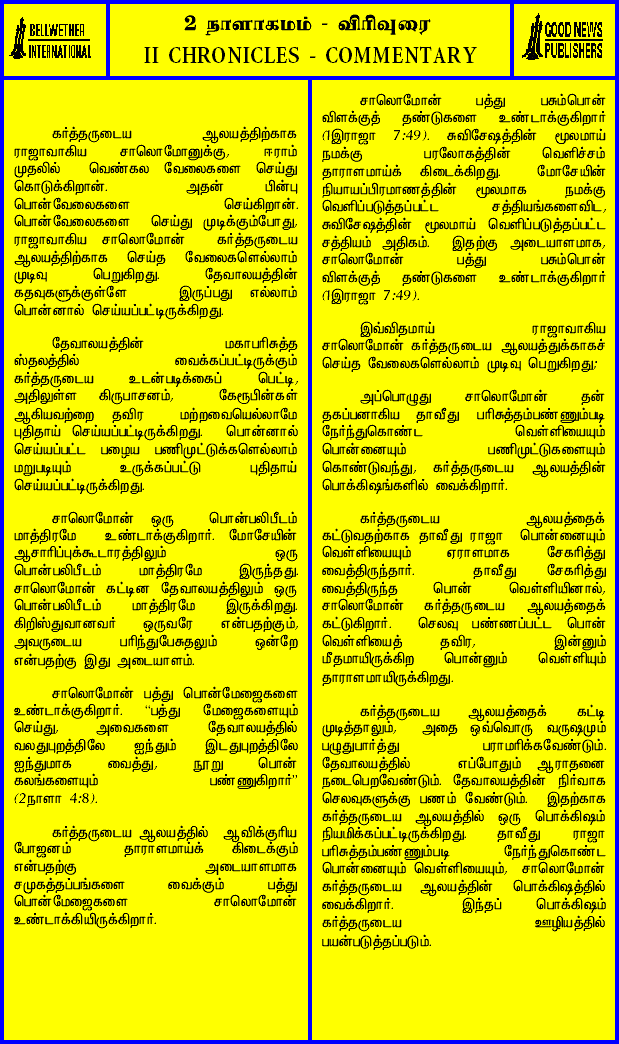 BELLWETHER
INTERNATIONAL
2 நாளாகமம் - விரிவுரை
II CHRONICLES - COMMENTARY
GOOD NEWS
PUBLISHERS
கர்த்தருடைய ஆலயத்திற்காக
ராஜாவாகிய சாலொமோனுக்கு, ஈராம்
முதலில் வெண்கல வேலைகளை செய்து
கொடுக்கிறான். அதன் பின்பு
பொன்வேலைகளை செய்கிறான்.
பொன்வேலைகளை செய்து முடிக்கும்போது,
ராஜாவாகிய சாலொமோன் கர்த்தருடைய
ஆலயத்திற்காக செய்த வேலைகளெல்லாம்
முடிவு பெறுகிறது. தேவாலயத்தின்
கதவுகளுக்குள்ளே இருப்பது எல்லாம்
பொன்னால் செய்யப்பட்டிருக்கிறது.
தேவாலயத்தின் மகாபரிசுத்த
ஸ்தலத்தில் வைக்கப்பட்டிருக்கும்
கர்த்தருடைய உடன்படிக்கைப் பெட்டி,
அதிலுள்ள கிருபாசனம், கேரூபின்கள்
ஆகியவற்றை தவிர மற்றவையெல்லாமே
புதிதாய் செய்யப்பட்டிருக்கிறது. பொன்னால்
செய்யப்பட்ட பழைய பணிமுட்டுக்களெல்லாம்
மறுபடியும் உருக்கப்பட்டு புதிதாய்
செய்யப்பட்டிருக்கிறது.
சாலொமோன் ஒரு பொன்பலிபீடம்
மாத்திரமே உண்டாக்குகிறார். மோசேயின்
ஆசாரிப்புக்கூடாரத்திலும் ஒரு
பொன்பலிபீடம் மாத்திரமே இருந்தது.
சாலொமோன் கட்டின தேவாலயத்திலும் ஒரு
பொன்பலிபீடம் மாத்திரமே இருக்கிறது.
கிறிஸ்துவானவர் ஒருவரே என்பதற்கும்,
அவருடைய பரிந்துபேசுதலும் ஒன்றே
என்பதற்கு இது அடையாளம்.
சாலொமோன் பத்து பொன்மேஜைகளை
உண்டாக்குகிறார். “பத்து மேஜைகளையும்
செய்து, அவைகளை தேவாலயத்தில்
வலதுபுறத்திலே ஐந்தும் இடதுபுறத்திலே
ஐந்துமாக வைத்து, நூறு பொன்
கலங்களையும் பண்ணுகிறார்”
(2நாளா 4:8).
கர்த்தருடைய ஆலயத்தில் ஆவிக்குரிய
போஜனம் தாராளமாய்க் கிடைக்கும்
என்பதற்கு அடையாளமாக
சமுகத்தப்பங்களை வைக்கும் பத்து
பொன்மேஜைகளை சாலொமோன்
உண்டாக்கியிருக்கிறார்.
சாலொமோன் பத்து பசும்பொன்
விளக்குத் தண்டுகளை உண்டாக்குகிறார்
(1இராஜா 7:49). சுவிசேஷத்தின் மூலமாய்
நமக்கு பரலோகத்தின் வெளிச்சம்
தாராளமாய்க் கிடைக்கிறது. மோசேயின்
நியாயப்பிரமாணத்தின் மூலமாக நமக்கு
வெளிப்படுத்தப்பட்ட சத்தியங்களைவிட,
சுவிசேஷத்தின் மூலமாய் வெளிப்படுத்தப்பட்ட
சத்தியம் அதிகம். இதற்கு அடையாளமாக,
சாலொமோன் பத்து பசும்பொன்
விளக்குத் தண்டுகளை உண்டாக்குகிறார்
(1இராஜா 7:49).
இவ்விதமாய் ராஜாவாகிய
சாலொமோன் கர்த்தருடைய ஆலயத்துக்காகச்
செய்த வேலைகளெல்லாம் முடிவு பெறுகிறது;
அப்பொழுது சாலொமோன் தன்
தகப்பனாகிய தாவீது பரிசுத்தம்பண்ணும்படி
நேர்ந்துகொண்ட வெள்ளியையும்
பொன்னையும் பணிமுட்டுகளையும்
கொண்டுவந்து, கர்த்தருடைய ஆலயத்தின்
பொக்கிஷங்களில் வைக்கிறார்.
கர்த்தருடைய ஆலயத்தைக்
கட்டுவதற்காக தாவீது ராஜா பொன்னையும்
வெள்ளியையும் ஏராளமாக சேகரித்து
வைத்திருந்தார். தாவீது சேகரித்து
வைத்திருந்த பொன் வெள்ளியினால்,
சாலொமோன் கர்த்தருடைய ஆலயத்தைக்
கட்டுகிறார். செலவு பண்ணப்பட்ட பொன்
வெள்ளியைத் தவிர, இன்னும்
மீதமாயிருக்கிற பொன்னும் வெள்ளியும்
தாராளமாயிருக்கிறது.
கர்த்தருடைய ஆலயத்தைக் கட்டி
முடித்தாலும், அதை ஒவ்வொரு வருஷமும்
பழுதுபார்த்து பராமரிக்கவேண்டும்.
தேவாலயத்தில் எப்போதும் ஆராதனை
நடைபெறவேண்டும். தேவாலயத்தின் நிர்வாக
செலவுகளுக்கு பணம் வேண்டும். இதற்காக
கர்த்தருடைய ஆலயத்தில் ஒரு பொக்கிஷம்
நியமிக்கப்பட்டிருக்கிறது. தாவீது ராஜா
பரிசுத்தம்பண்ணும்படி நேர்ந்துகொண்ட
பொன்னையும் வெள்ளியையும், சாலொமோன்
கர்த்தருடைய ஆலயத்தின் பொக்கிஷத்தில்
வைக்கிறார். இந்தப் பொக்கிஷம்
கர்த்தருடைய ஊழியத்தில்
பயன்படுத்தப்படும்.